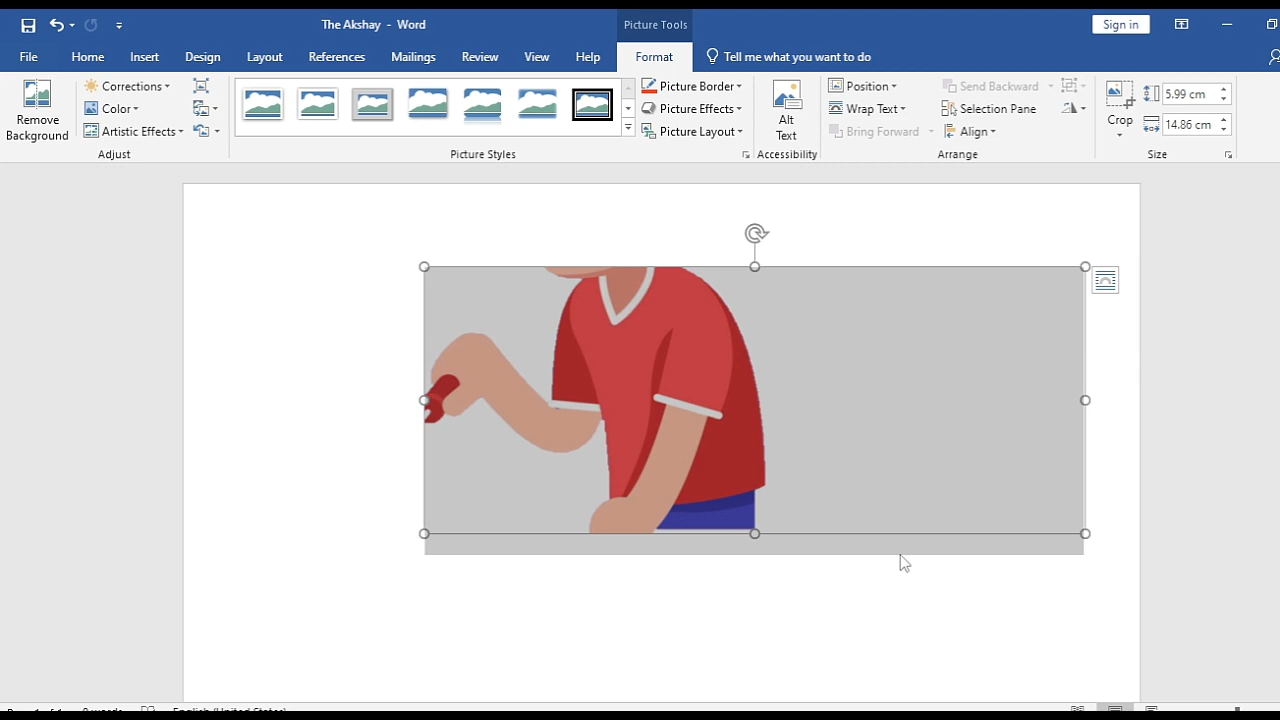 The Akshay - Word
Picture Tools
Sign in
File Home Insert Design Layout References Mailings Review View Help Format Tell me what you want to do
Remove Background
Corrections
Color
Artistic Effects
Adjust
Picture Styles
Picture Border
Picture Effects
Picture Layout
Alt Text
Accessibility
Position
Wrap Text
Bring Forward
Send Backward
Selection Pane
Align
Arrange
Crop
5.99 cm
14.86 cm
Size
English (United States)